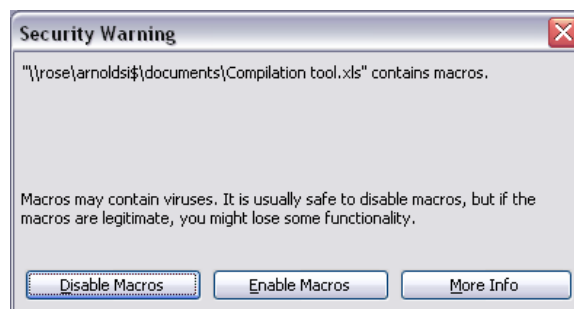 Security Warning
"\\rose\arnoldsi$\documents\Compilation tool.xls" contains macros.
Macros may contain viruses. It is usually safe to disable macros, but if the
macros are legitimate, you might lose some functionality.
Disable Macros Enable Macros More Info